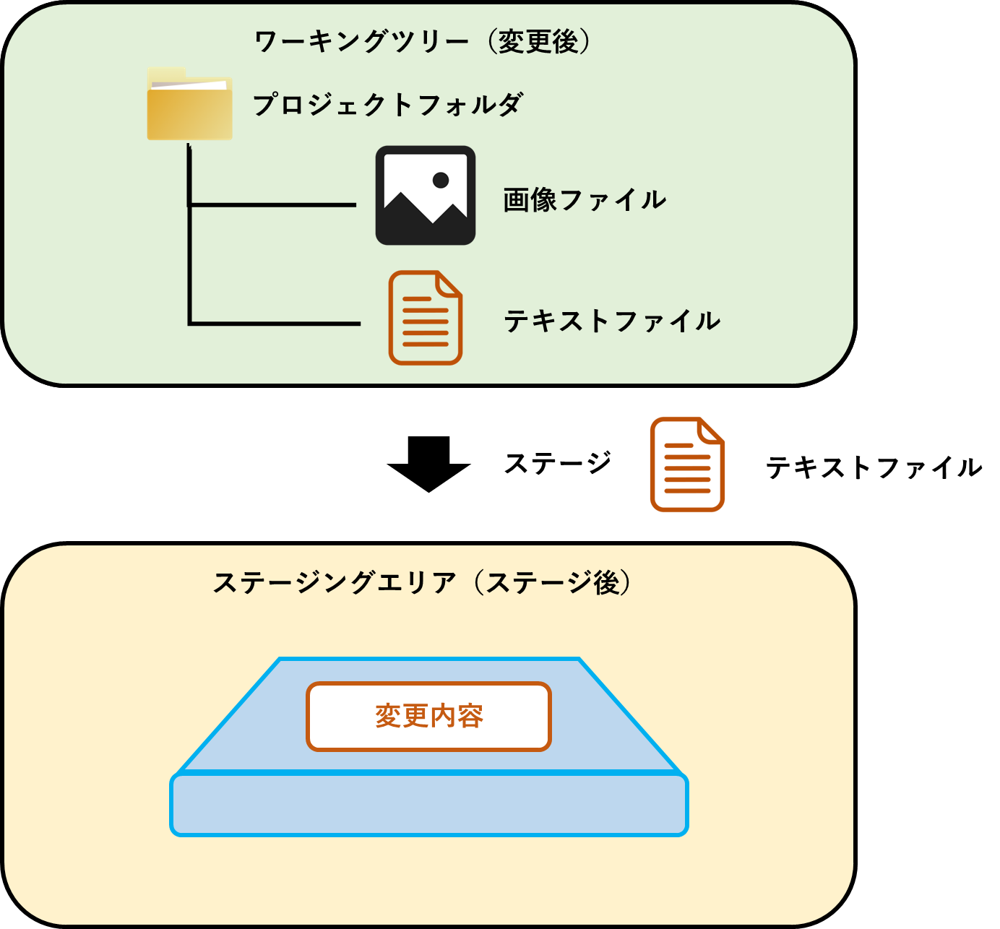 ワーキングツリー（変更後）
プロジェクトフォルダ
画像ファイル
テキストファイル
ステージ
テキストファイル
ステージングエリア（ステージ後）
変更内容